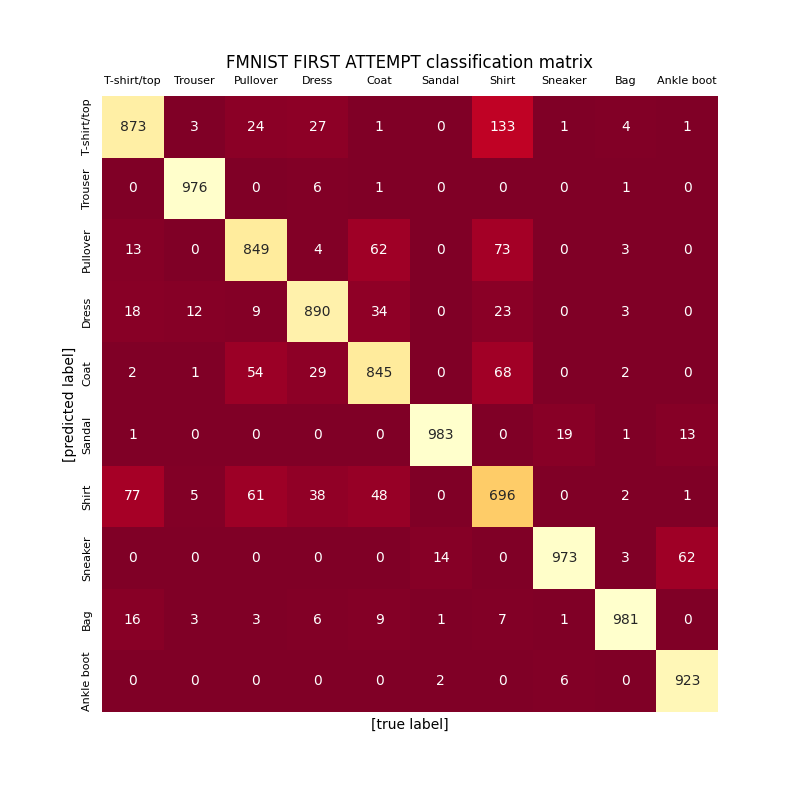 FMNIST FIRST ATTEMPT classification matrix
T-shirt/top Trouser Pullover Dress Coat Sandal Shirt Sneaker Bag Ankle boot
T-shirt/top 873 3 24 27 1 0 133 1 4 1
Trouser 0 976 0 6 1 0 0 0 1 0
Pullover 13 0 849 4 62 0 73 0 3 0
Dress 18 12 9 890 34 0 23 0 3 0
[predicted label]
Coat 2 1 54 29 845 0 68 0 2 0
Sandal 1 0 0 0 0 983 0 19 1 13
Shirt 77 5 61 38 48 0 696 0 2 1
Sneaker 0 0 0 0 0 14 0 973 3 62
Bag 16 3 3 6 9 1 7 1 981 0
Ankle boot 0 0 0 0 0 2 0 6 0 923
[true label]